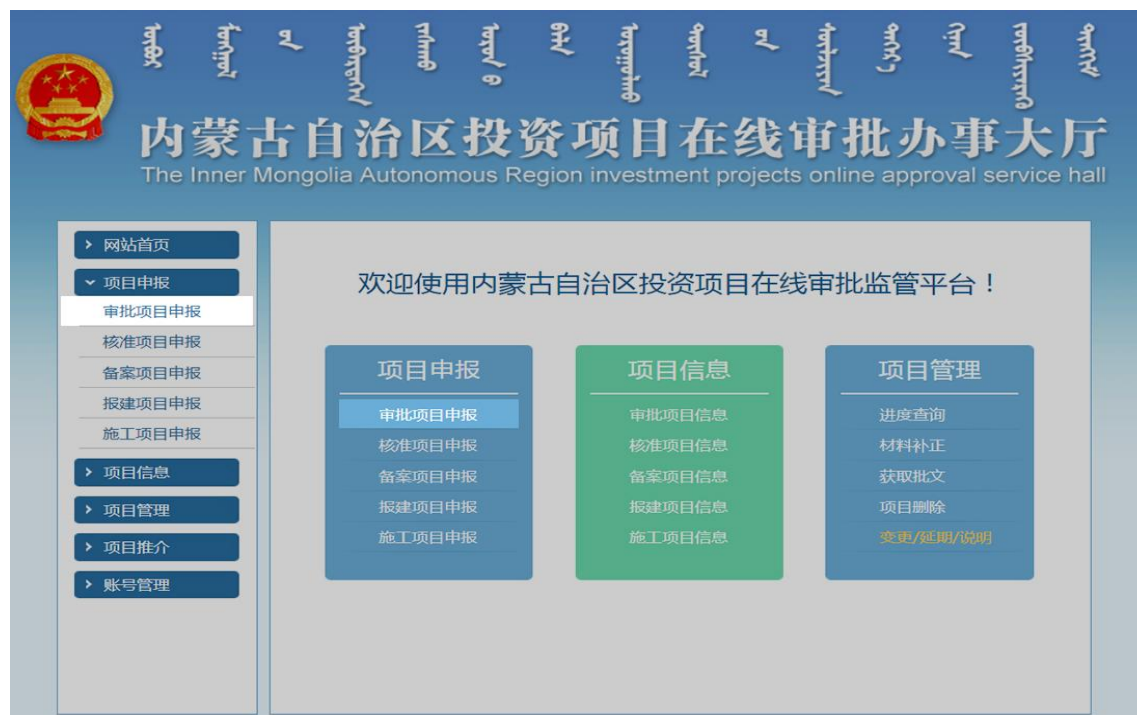 内蒙古自治区投资项目在线审批办事大厅
The Inner Mongolia Autonomous Region investment projects online approval service hall
网站首页
项目申报
审批项目申报
核准项目申报
备案项目申报
报建项目申报
施工项目申报
项目信息
项目管理
项目推介
账号管理
欢迎使用内蒙古自治区投资项目在线审批监管平台！
项目申报
审批项目申报
核准项目申报
备案项目申报
报建项目申报
施工项目申报
项目信息
审批项目信息
核准项目信息
备案项目信息
报建项目信息
施工项目信息
项目管理
进度查询
材料补正
获取批文
项目删除
变更/延期/说明